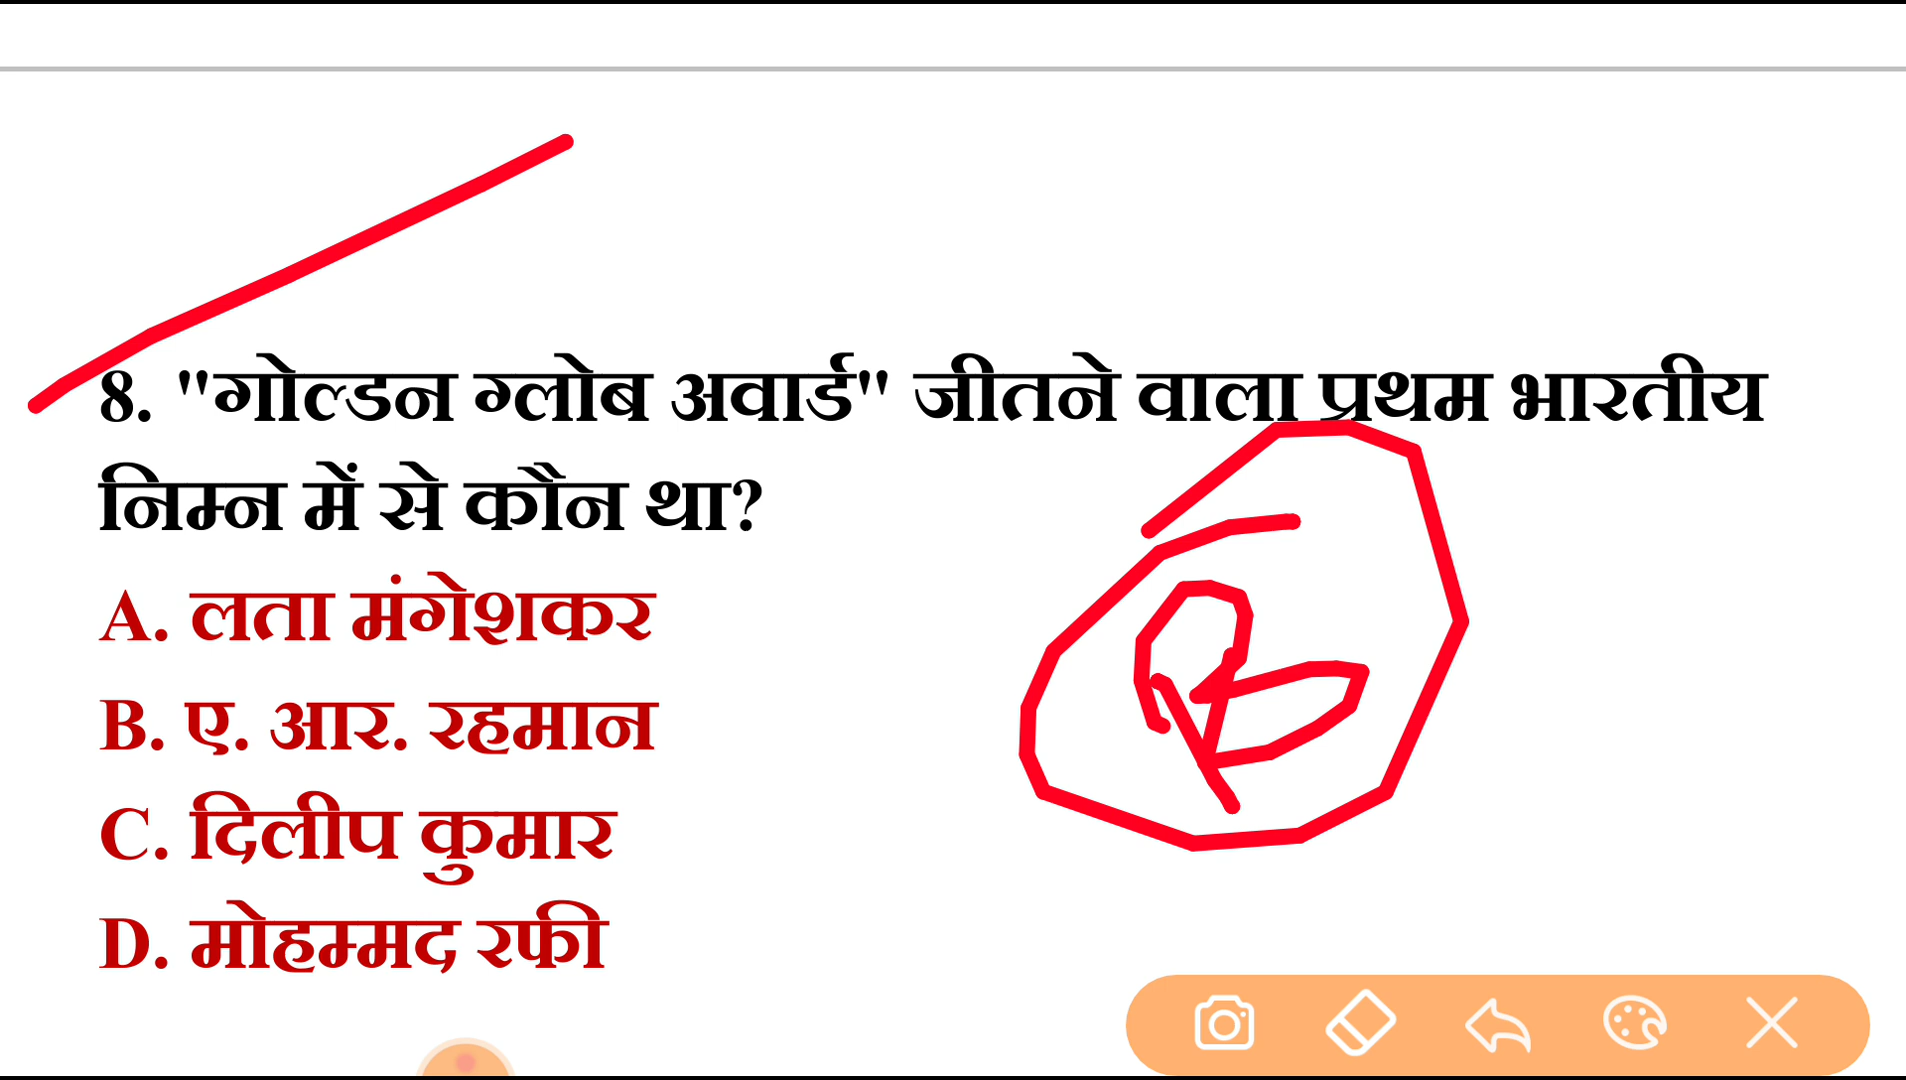 8. "गोल्डन ग्लोब अवार्ड" जीतने वाला प्रथम भारतीय
निम्न में से कौन था?
A. लता मंगेशकर
B. ए. आर. रहमान
C. दिलीप कुमार
D. मोहम्मद रफी